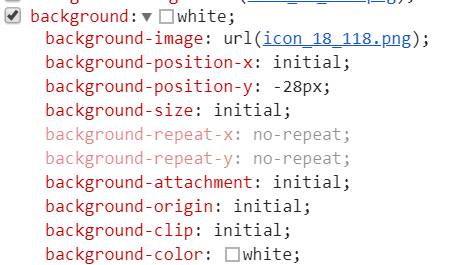 background: white;
background-image: url(icon_18_118.png);
background-position-x: initial;
background-position-y: -28px;
background-size: initial;
background-repeat-x: no-repeat;
background-repeat-y: no-repeat;
background-attachment: initial;
background-origin: initial;
background-clip: initial;
background-color: white;